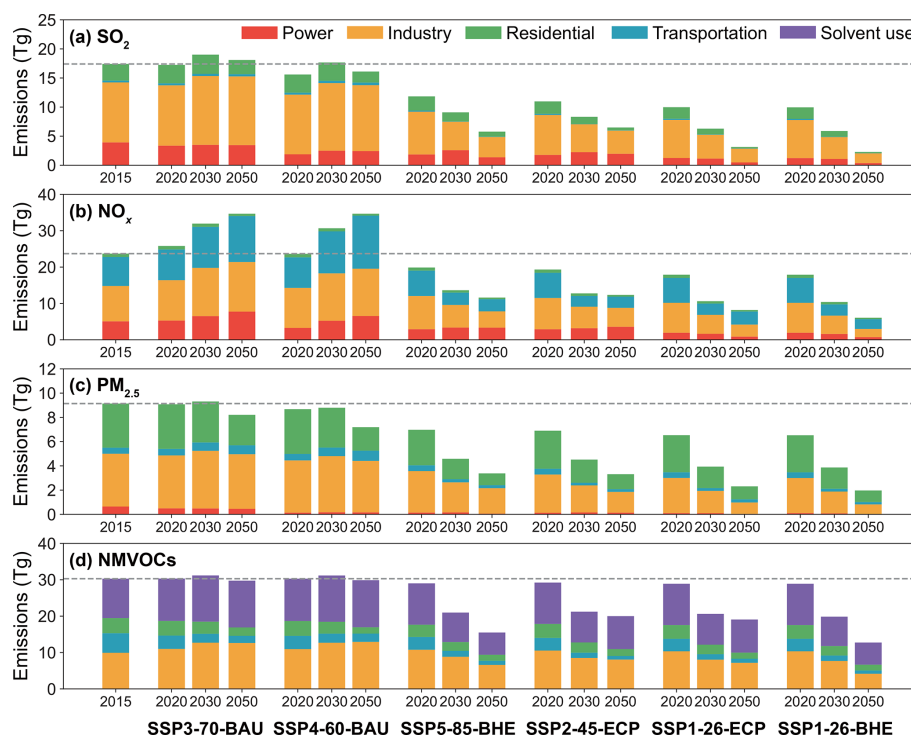 Power Industry Residential Transportation Solvent use
(a) SO2
Emissions (Tg)
25
20
15
10
5
0
2015 2020 2030 2050 2020 2030 2050 2020 2030 2050 2020 2030 2050 2020 2030 2050 2020 2030 2050
(b) NOx
Emissions (Tg)
40
30
20
10
0
2015 2020 2030 2050 2020 2030 2050 2020 2030 2050 2020 2030 2050 2020 2030 2050 2020 2030 2050
(c) PM2.5
Emissions (Tg)
12
10
8
6
4
2
0
2015 2020 2030 2050 2020 2030 2050 2020 2030 2050 2020 2030 2050 2020 2030 2050 2020 2030 2050
(d) NMVOCs
Emissions (Tg)
40
30
20
10
0
2015 2020 2030 2050 2020 2030 2050 2020 2030 2050 2020 2030 2050 2020 2030 2050 2020 2030 2050
SSP3-70-BAU SSP4-60-BAU SSP5-85-BHE SSP2-45-ECP SSP1-26-ECP SSP1-26-BHE